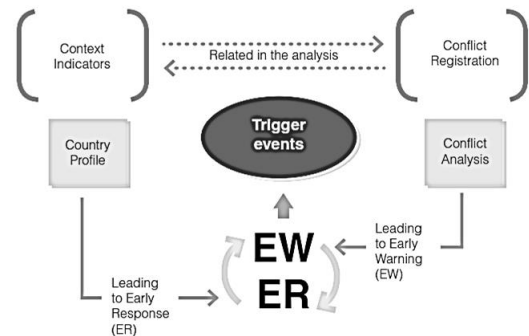 Context
Indicators
Related in the analysis
Conflict
Registration
Country
Profile
Trigger
events
Conflict
Analysis
EW
ER
Leading
to Early
Warning
(EW)
Leading
to Early
Response
(ER)